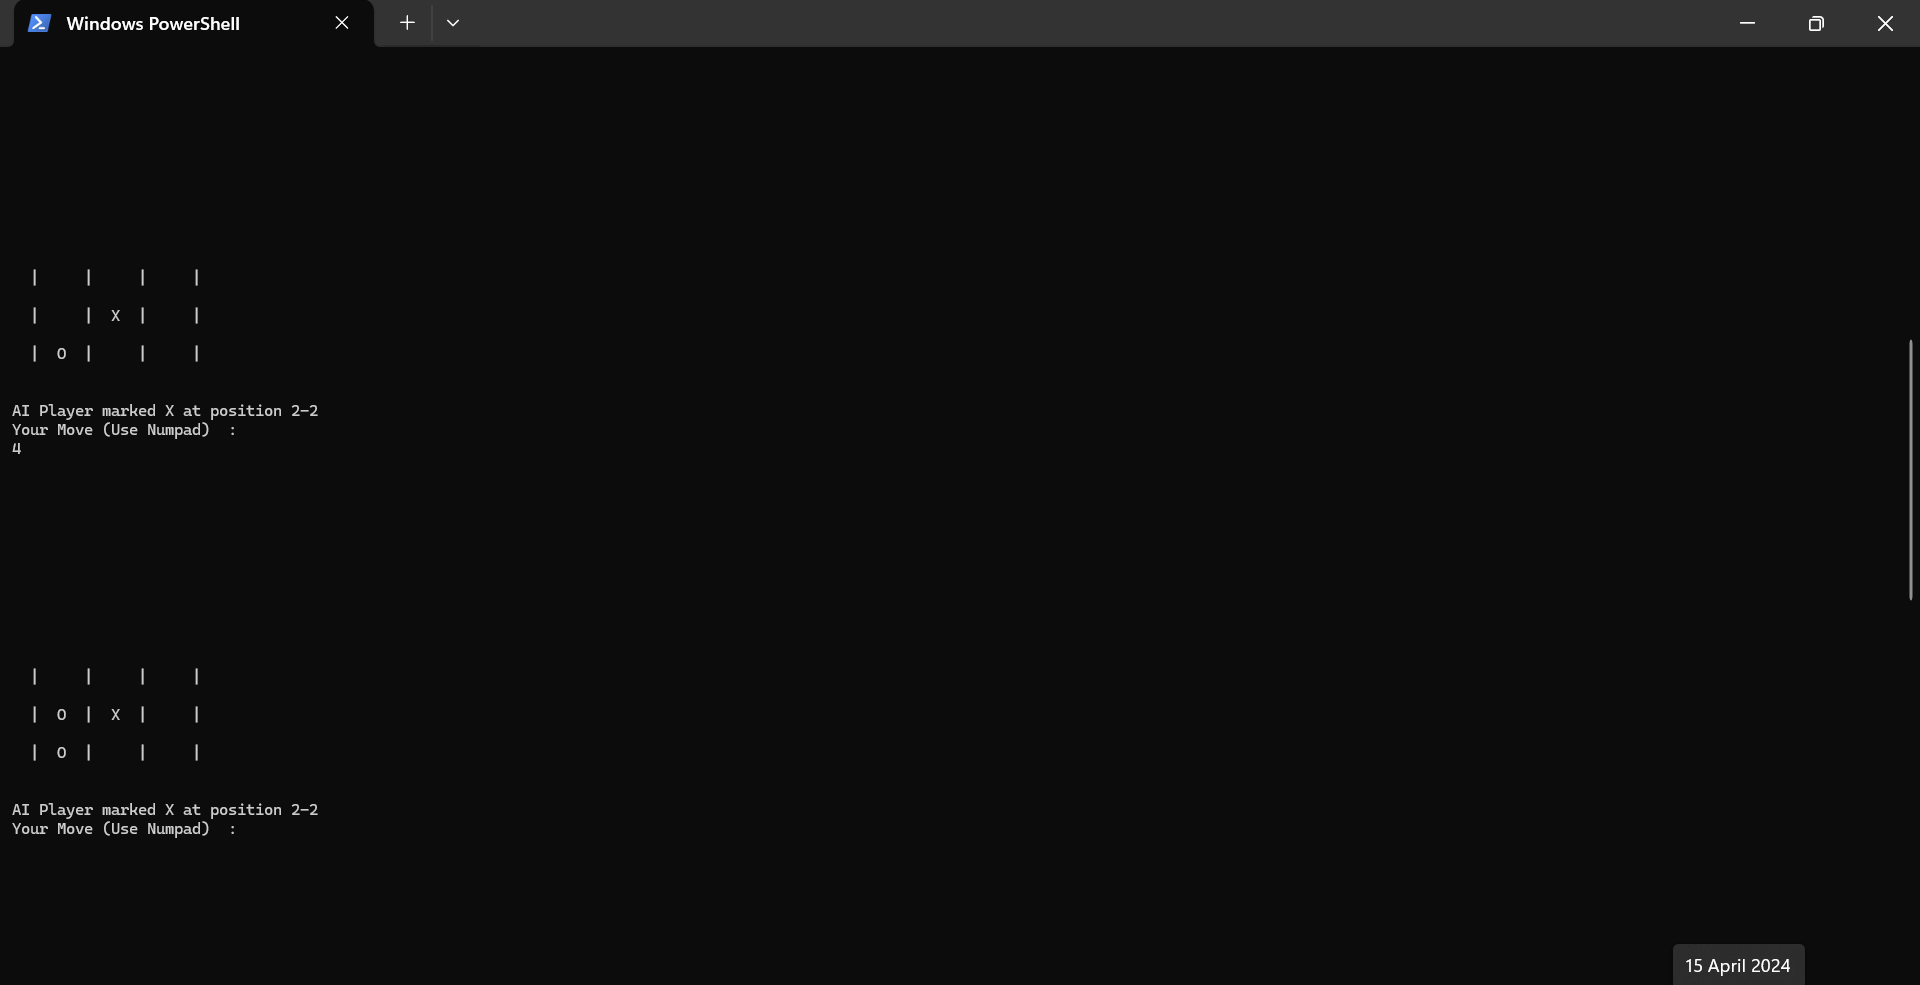 Windows PowerShell
|     |     |     |
|     |  X  |     |
|  O  |     |     |
AI Player marked X at position 2-2
Your Move (Use Numpad)  :
4
|     |     |     |
|  O  |  X  |     |
|  O  |     |     |
AI Player marked X at position 2-2
Your Move (Use Numpad)  :
15 April 2024